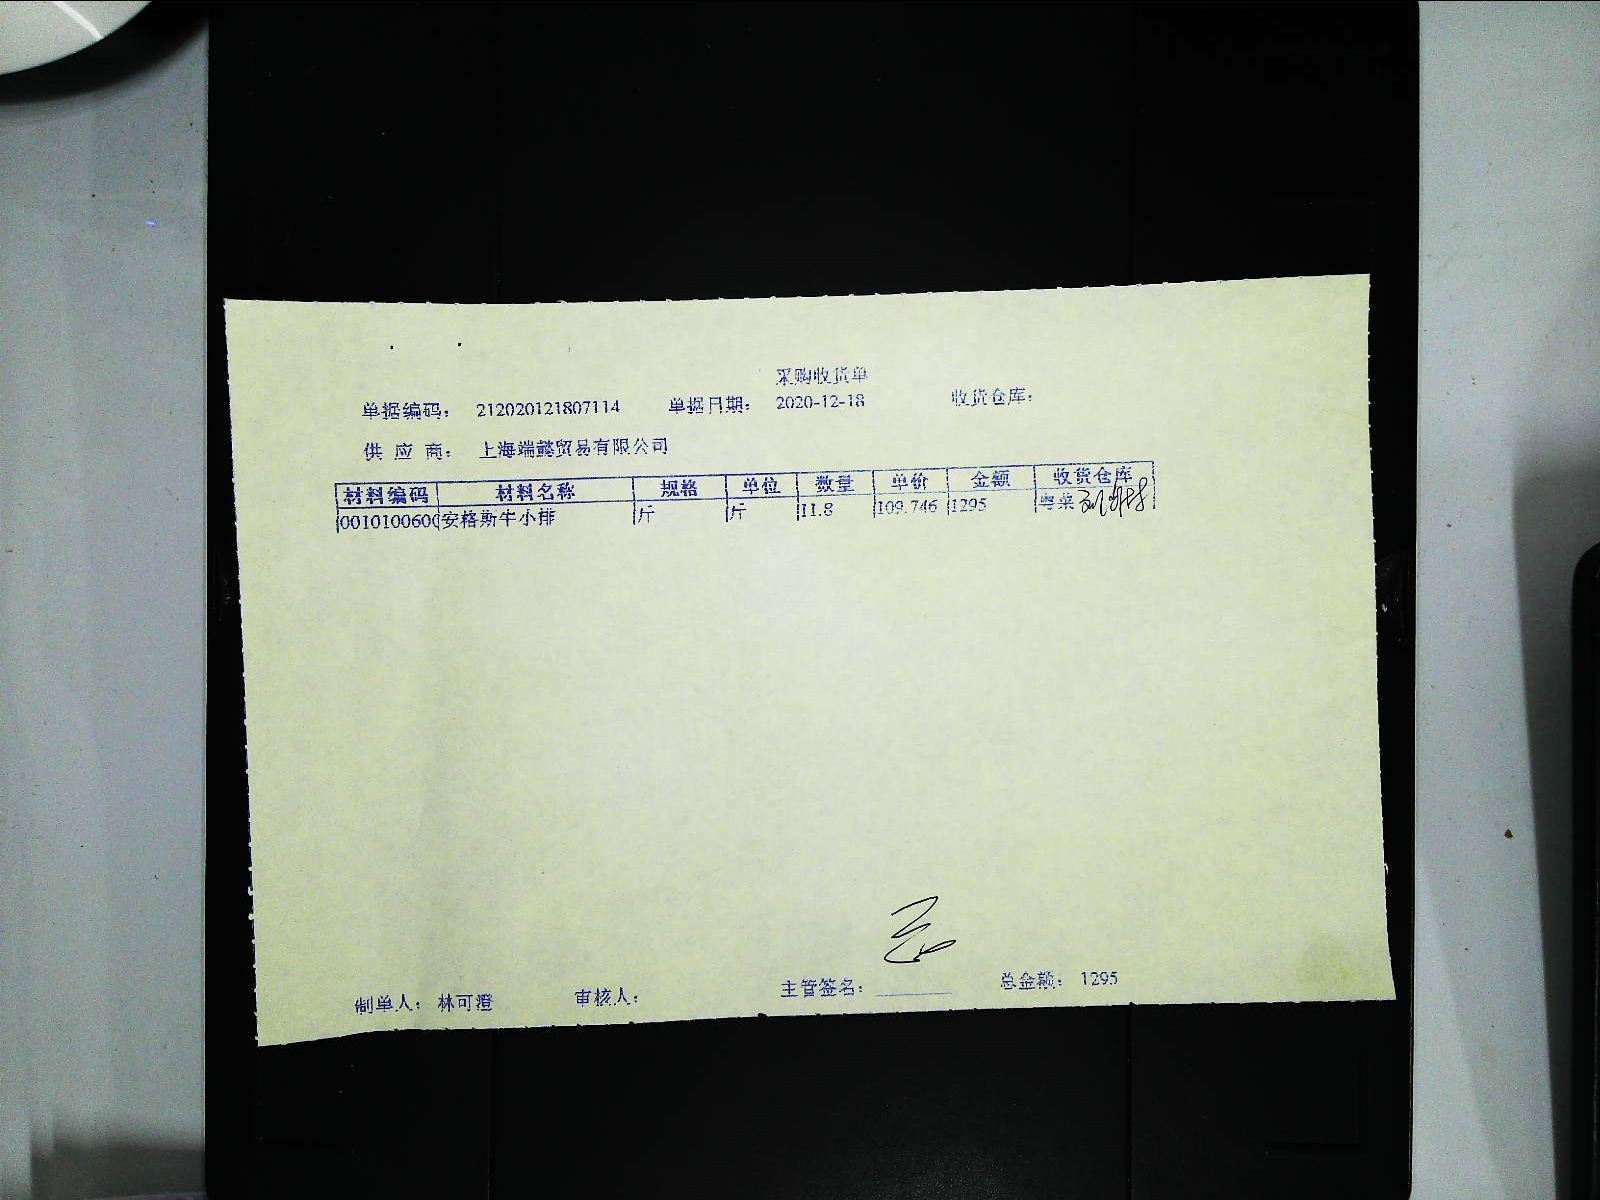 采购收货单
单据编码： 212020121807114 单据日期： 2020-12-18 收货仓库：
供 应 商： 上海端懿贸易有限公司
材料编码 材料名称 规格 单位 数量 单价 金额 收货仓库
0010100600 安格斯牛小排 斤 斤 11.8 109.746 1295 粤菜
制单人： 林可澄 审核人： 主管签名： 总金额： 1295